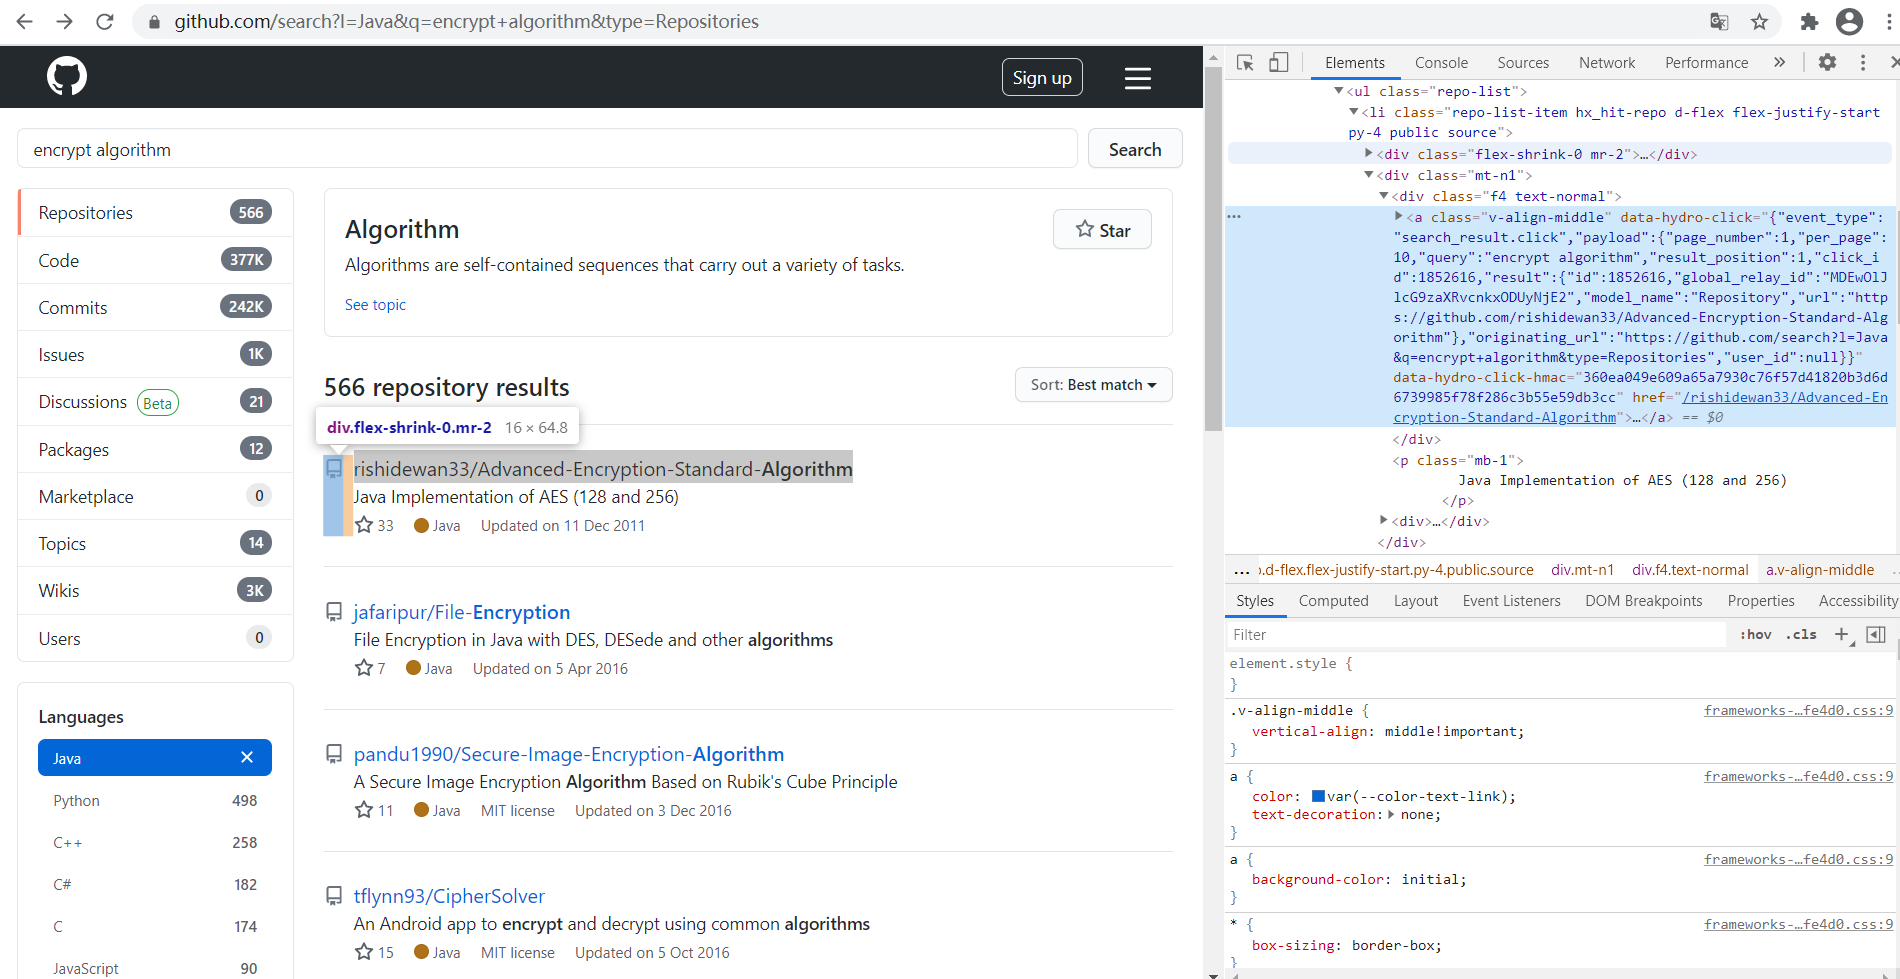 github.com/search?l=Java&q=encrypt+algorithm&type=Repositories
Sign up
encrypt algorithm
Search
Repositories 566
Code 377K
Commits 242K
Issues 1K
Discussions Beta 21
Packages 12
Marketplace 0
Topics 14
Wikis 3K
Users 0
Languages
Java
Python 498
C++ 258
C# 182
C 174
JavaScript 90
Algorithm
Star
Algorithms are self-contained sequences that carry out a variety of tasks.
See topic
566 repository results
Sort: Best match
div.flex-shrink-0.mr-2 16 × 64.8
rishidewan33/Advanced-Encryption-Standard-Algorithm
Java Implementation of AES (128 and 256)
33 Java Updated on 11 Dec 2011
jafaripur/File-Encryption
File Encryption in Java with DES, DESede and other algorithms
7 Java Updated on 5 Apr 2016
pandu1990/Secure-Image-Encryption-Algorithm
A Secure Image Encryption Algorithm Based on Rubik's Cube Principle
11 Java MIT license Updated on 3 Dec 2016
tflynn93/CipherSolver
An Android app to encrypt and decrypt using common algorithms
15 Java MIT license Updated on 5 Oct 2016
Elements Console Sources Network Performance
<ul class="repo-list">
<li class="repo-list-item hx_hit-repo d-flex flex-justify-start
py-4 public source">
<div class="flex-shrink-0 mr-2">…</div>
<div class="mt-n1">
<div class="f4 text-normal">
<a class="v-align-middle" data-hydro-click="{"event_type":
"search_result.click","payload":{"page_number":1,"per_page":
10,"query":"encrypt algorithm","result_position":1,"click_i
d":1852616,"result":{"id":1852616,"global_relay_id":"MDEwOlJ
lcG9zaXRvcnkxODUyNjE2","model_name":"Repository","url":"http
s://github.com/rishidewan33/Advanced-Encryption-Standard-Alg
orithm"},"originating_url":"https://github.com/search?l=Java
&q=encrypt+algorithm&type=Repositories","user_id":null}}"
data-hydro-click-hmac="360ea049e609a65a7930c76f57d41820b3d6d
6739985f78f286c3b55e59db3cc" href="/rishidewan33/Advanced-En
cryption-Standard-Algorithm">…</a> == $0
</div>
<p class="mb-1">
Java Implementation of AES (128 and 256)
</p>
<div>…</div>
</div>
... .d-flex.flex-justify-start.py-4.public.source div.mt-n1 div.f4.text-normal a.v-align-middle
Styles Computed Layout Event Listeners DOM Breakpoints Properties Accessibility
Filter :hov .cls +
element.style {
}
.v-align-middle { frameworks-…fe4d0.css:9
vertical-align: middle!important;
}
a { frameworks-…fe4d0.css:9
color: var(--color-text-link);
text-decoration: none;
}
a { frameworks-…fe4d0.css:9
background-color: initial;
}
* { frameworks-…fe4d0.css:9
box-sizing: border-box;
}